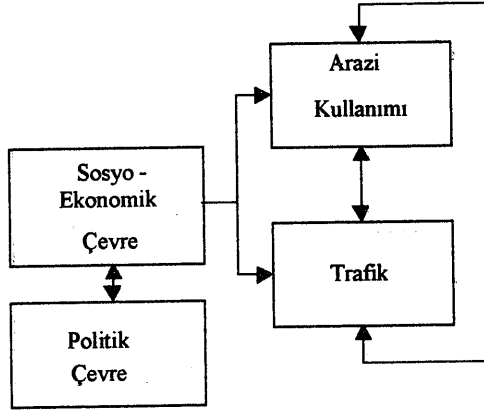 Arazi
Kullanımı
Sosyo -
Ekonomik
Çevre
Trafik
Politik
Çevre